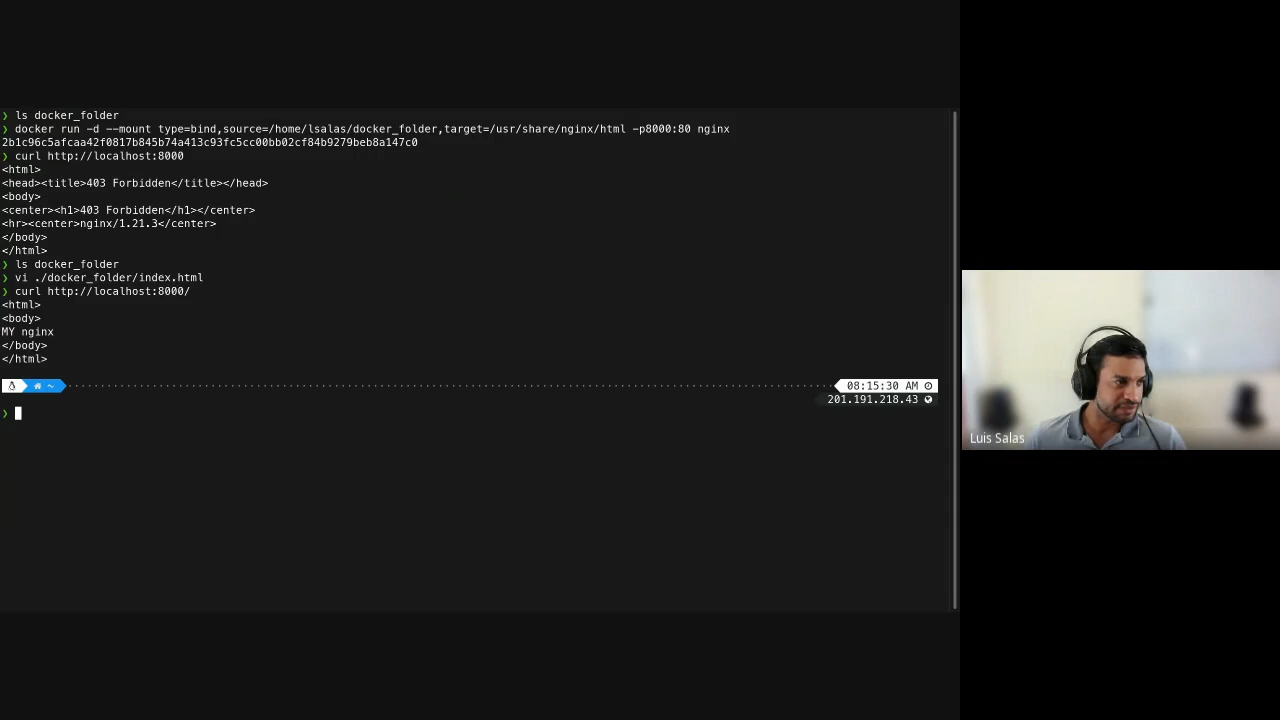 ❯ ls docker_folder
❯ docker run -d --mount type=bind,source=/home/lsalas/docker_folder,target=/usr/share/nginx/html -p8000:80 nginx
2b1c96c5afcaa42f0817b845b74a413c93fc5cc00bb02cf84b9279beb8a147c0
❯ curl http://localhost:8000
<html>
<head><title>403 Forbidden</title></head>
<body>
<center><h1>403 Forbidden</h1></center>
<hr><center>nginx/1.21.3</center>
</body>
</html>
❯ ls docker_folder
❯ vi ./docker_folder/index.html
❯ curl http://localhost:8000/
<html>
<body>
MY nginx
</body>
</html>
~ 08:15:30 AM
201.191.218.43
❯
Luis Salas